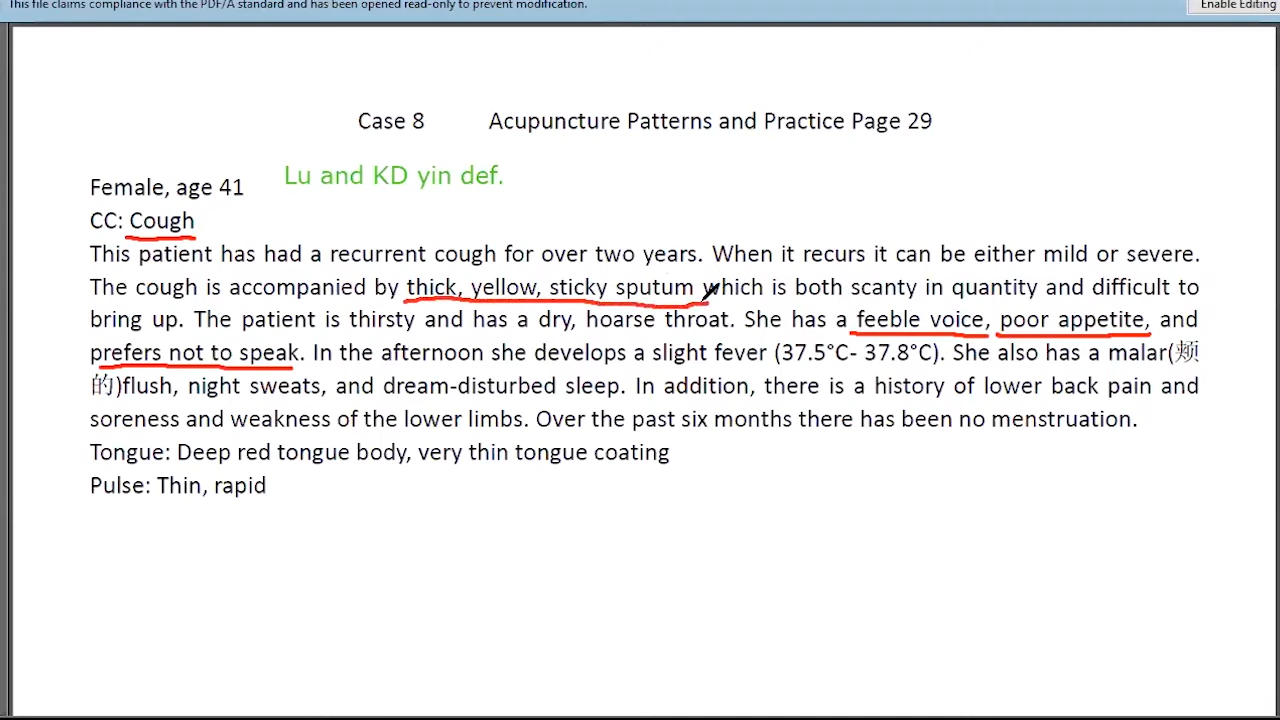 This file claims compliance with the PDF/A standard and has been opened read-only to prevent modification.
Enable Editing
Case 8 Acupuncture Patterns and Practice Page 29
Lu and KD yin def.
Female, age 41
CC: Cough
This patient has had a recurrent cough for over two years. When it recurs it can be either mild or severe.
The cough is accompanied by thick, yellow, sticky sputum which is both scanty in quantity and difficult to
bring up. The patient is thirsty and has a dry, hoarse throat. She has a feeble voice, poor appetite, and
prefers not to speak. In the afternoon she develops a slight fever (37.5°C- 37.8°C). She also has a malar(颊
的)flush, night sweats, and dream-disturbed sleep. In addition, there is a history of lower back pain and
soreness and weakness of the lower limbs. Over the past six months there has been no menstruation.
Tongue: Deep red tongue body, very thin tongue coating
Pulse: Thin, rapid